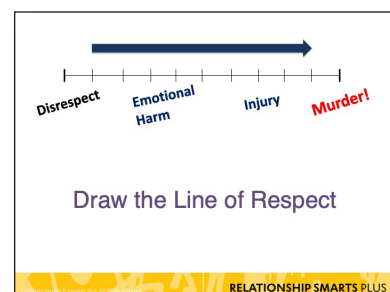 Disrespect
Emotional
Harm
Injury
Murder!
Draw the Line of Respect
RELATIONSHIP SMARTS PLUS